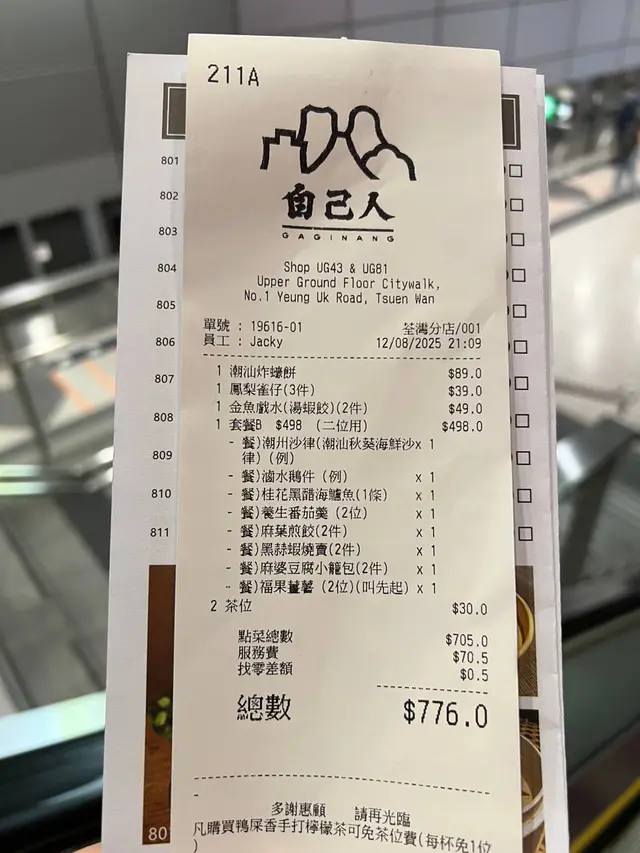 211A
自己人
GAGINANG
Shop UG43 & UG81
Upper Ground Floor Citywalk,
No.1 Yeung Uk Road, Tsuen Wan
單號 : 19616-01 荃灣分店/001
員工 : Jacky 12/08/2025 21:09
1 潮汕炸蠔餅 $89.0
1 鳳梨雀仔(3件) $39.0
1 金魚戲水(湯蝦餃)(2件) $49.0
1 套餐B $498 (二位用) $498.0
- 餐)潮州沙律(潮汕秋葵海鮮沙x 1
律)(例)
- 餐)滷水鵝件 (例) x 1
- 餐)桂花黑醋海鱸魚(1條) x 1
- 餐)養生番茄羹 (2位) x 1
- 餐)麻葉煎餃(2件) x 1
- 餐)黑蒜蝦燒賣(2件) x 1
- 餐)麻婆豆腐小籠包(2件) x 1
- 餐)福果薑薯 (2位)(叫先起) x 1
2 茶位 $30.0
點菜總數 $705.0
服務費 $70.5
找零差額 $0.5
總數 $776.0
-
多謝惠顧 請再光臨
凡購買鴨屎香手打檸檬茶可免茶位費(每杯免1位
)
801
802
803
804
805
806
807
808
809
810
811
80